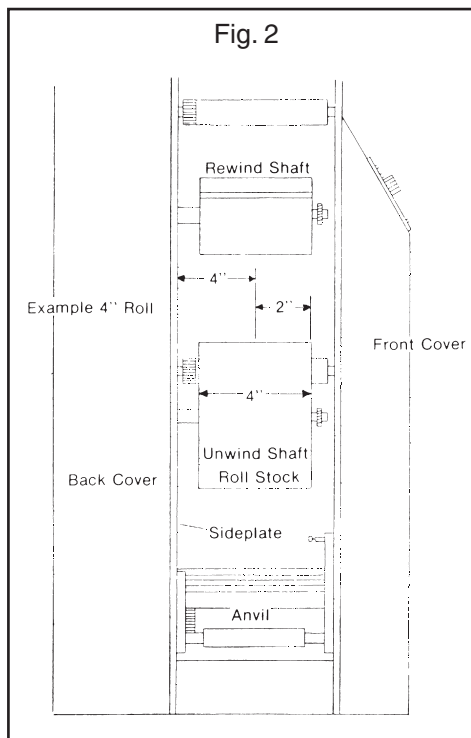 Fig. 2
Rewind Shaft
4''
2''
Example 4'' Roll
Front Cover
4''
Unwind Shaft
Roll Stock
Back Cover
Sideplate
Anvil